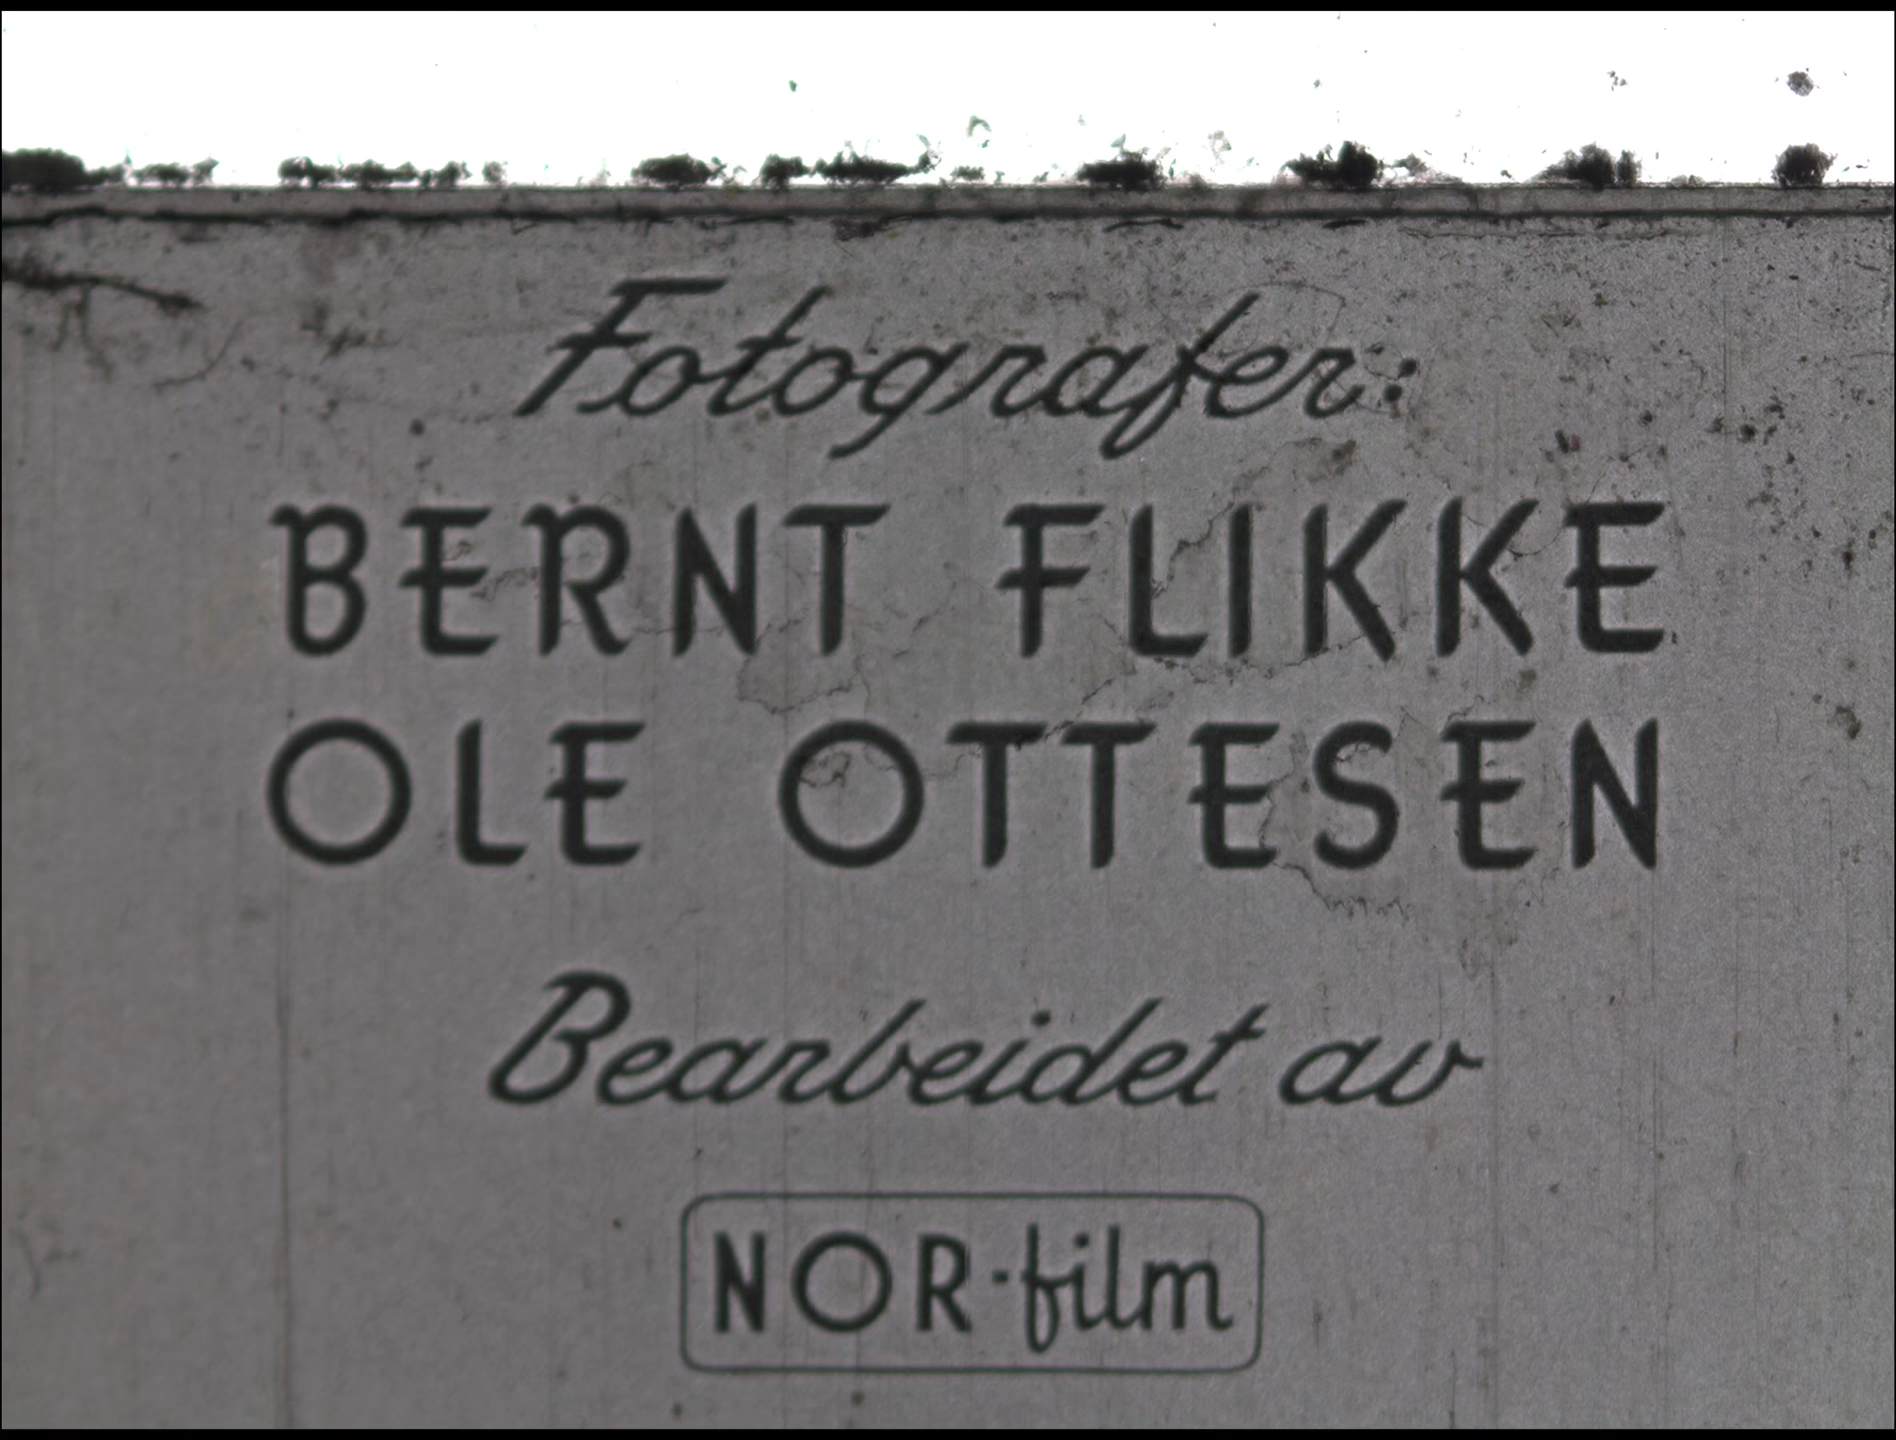 Fotografer:
BERNT FLIKKE
OLE OTTESEN
Bearbeidet av
NOR-film